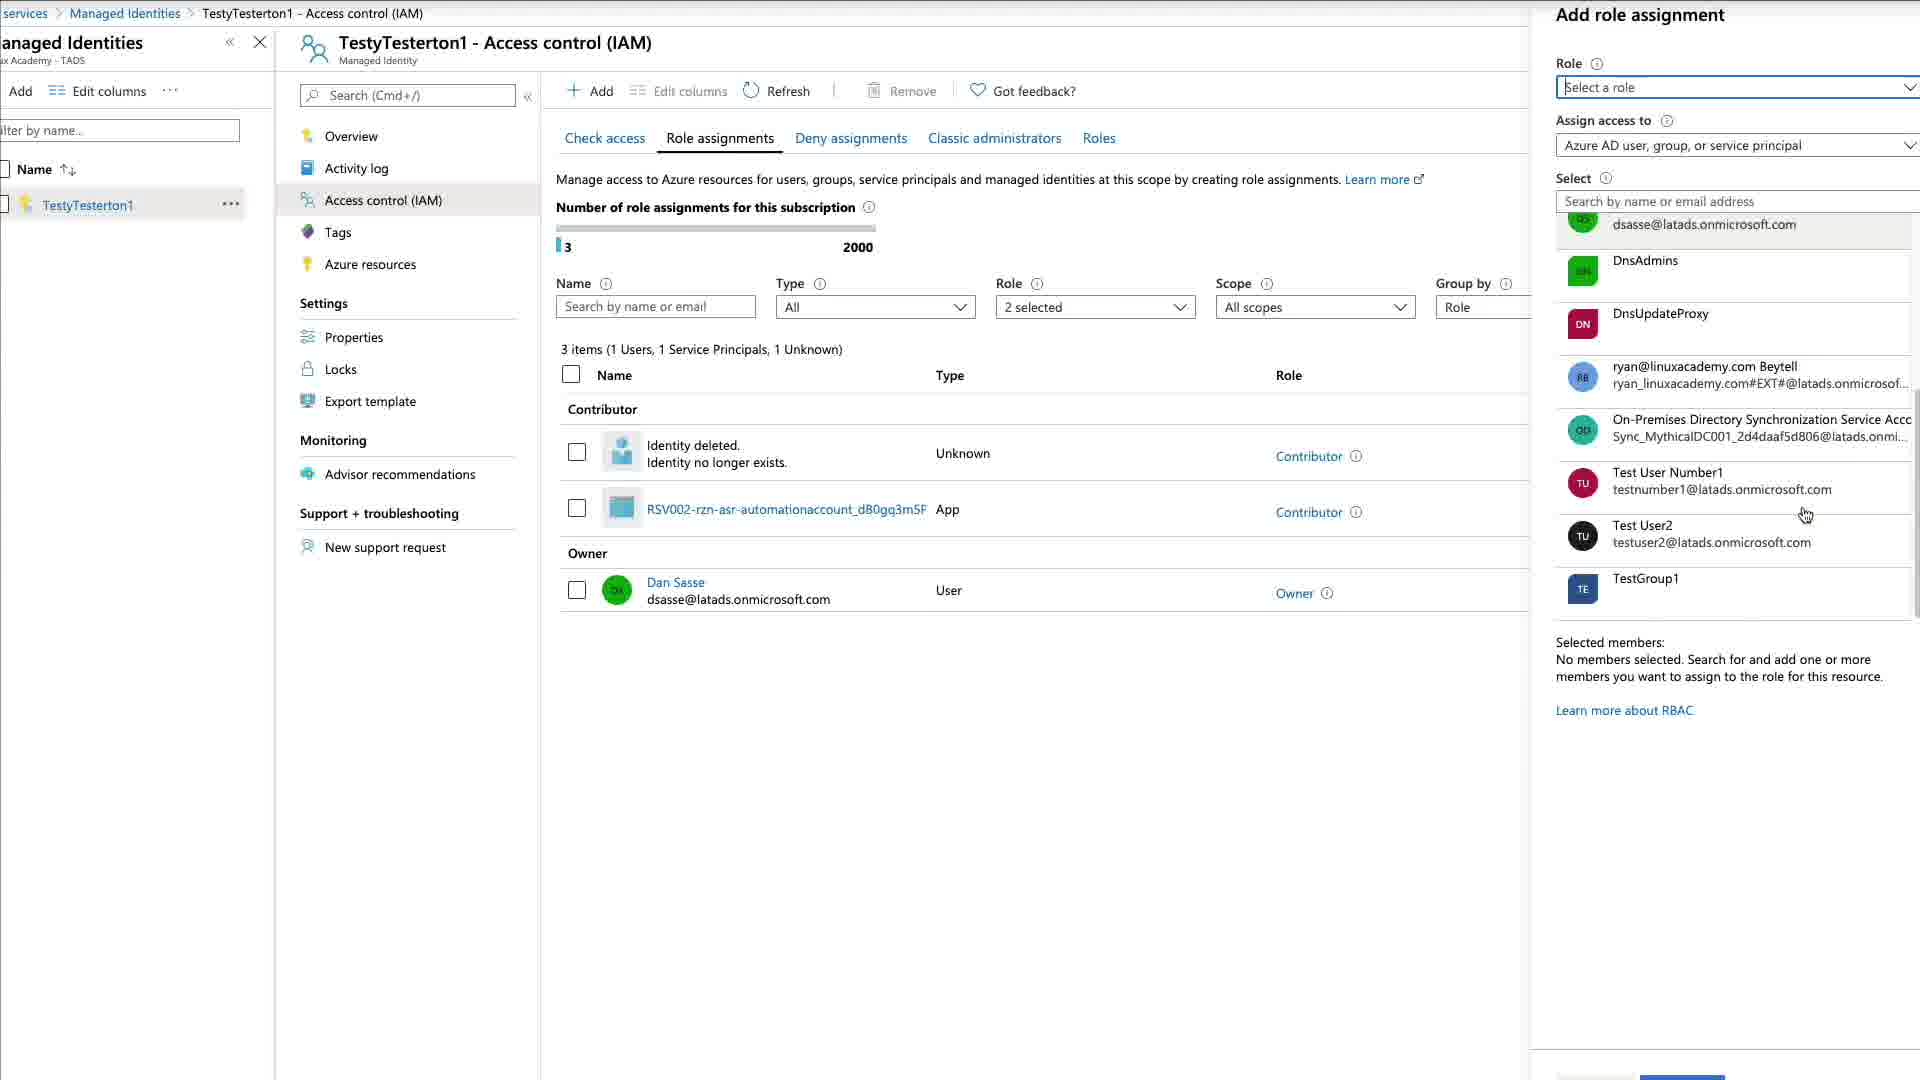 services > Managed Identities > TestyTesterton1 - Access control (IAM)
anaged Identities
ux Academy - TADS
Add
Edit columns
ilter by name...
Name
TestyTesterton1
TestyTesterton1 - Access control (IAM)
Managed Identity
Search (Cmd+/)
Overview
Activity log
Access control (IAM)
Tags
Azure resources
Settings
Properties
Locks
Export template
Monitoring
Advisor recommendations
Support + troubleshooting
New support request
Add
Edit columns
Refresh
Remove
Got feedback?
Check access
Role assignments
Deny assignments
Classic administrators
Roles
Manage access to Azure resources for users, groups, service principals and managed identities at this scope by creating role assignments. Learn more
Number of role assignments for this subscription
3
2000
Name
Type
Role
Scope
Group by
Search by name or email
All
2 selected
All scopes
Role
3 items (1 Users, 1 Service Principals, 1 Unknown)
Name
Type
Role
Contributor
Identity deleted.
Identity no longer exists.
Unknown
Contributor
App
Contributor
Owner
Dan Sasse
dsasse@latads.onmicrosoft.com
User
Owner
Add role assignment
Role
Select a role
Assign access to
Azure AD user, group, or service principal
Select
Search by name or email address
dsasse@latads.onmicrosoft.com
DnsAdmins
DN
DnsUpdateProxy
RB
ryan@linuxacademy.com Beytell
ryan_linuxacademy.com#EXT#@latads.onmicrosof...
OD
On-Premises Directory Synchronization Service Acco
Sync_MythicalDC001_2d4daaf5d806@latads.onmi...
TU
Test User Number1
testnumber1@latads.onmicrosoft.com
TU
Test User2
testuser2@latads.onmicrosoft.com
TE
TestGroup1
Selected members:
No members selected. Search for and add one or more
members you want to assign to the role for this resource.
Learn more about RBAC